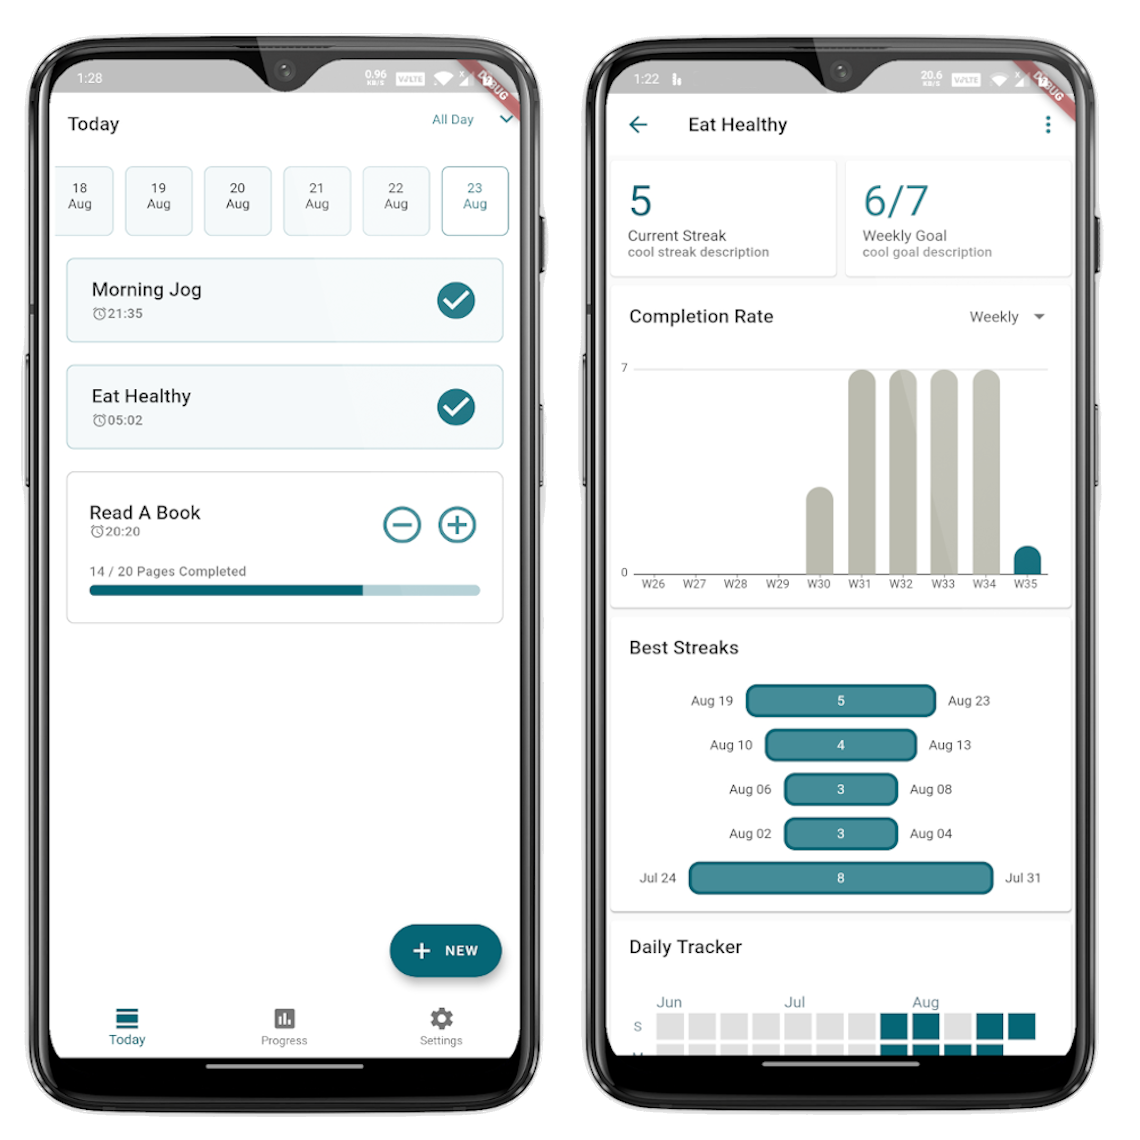 1:28
0.96
KB/S
VoLTE
DEBUG
Today
All Day
18
Aug
19
Aug
20
Aug
21
Aug
22
Aug
23
Aug
Morning Jog
21:35
Eat Healthy
05:02
Read A Book
20:20
14 / 20 Pages Completed
+ NEW
Today
Progress
Settings
1:22
20.6
KB/S
VoLTE
DEBUG
Eat Healthy
5
Current Streak
cool streak description
6/7
Weekly Goal
cool goal description
Completion Rate
Weekly
7
0
W26 W27 W28 W29 W30 W31 W32 W33 W34 W35
Best Streaks
Aug 19 5 Aug 23
Aug 10 4 Aug 13
Aug 06 3 Aug 08
Aug 02 3 Aug 04
Jul 24 8 Jul 31
Daily Tracker
Jun Jul Aug
S